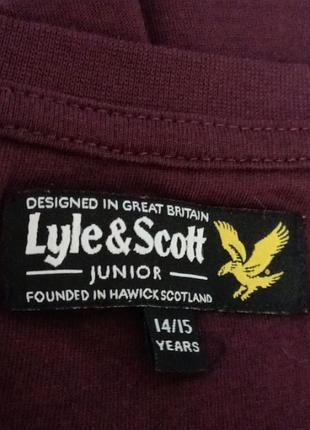 DESIGNED IN GREAT BRITAIN
Lyle & Scott
JUNIOR
FOUNDED IN HAWICK SCOTLAND
14/15
YEARS